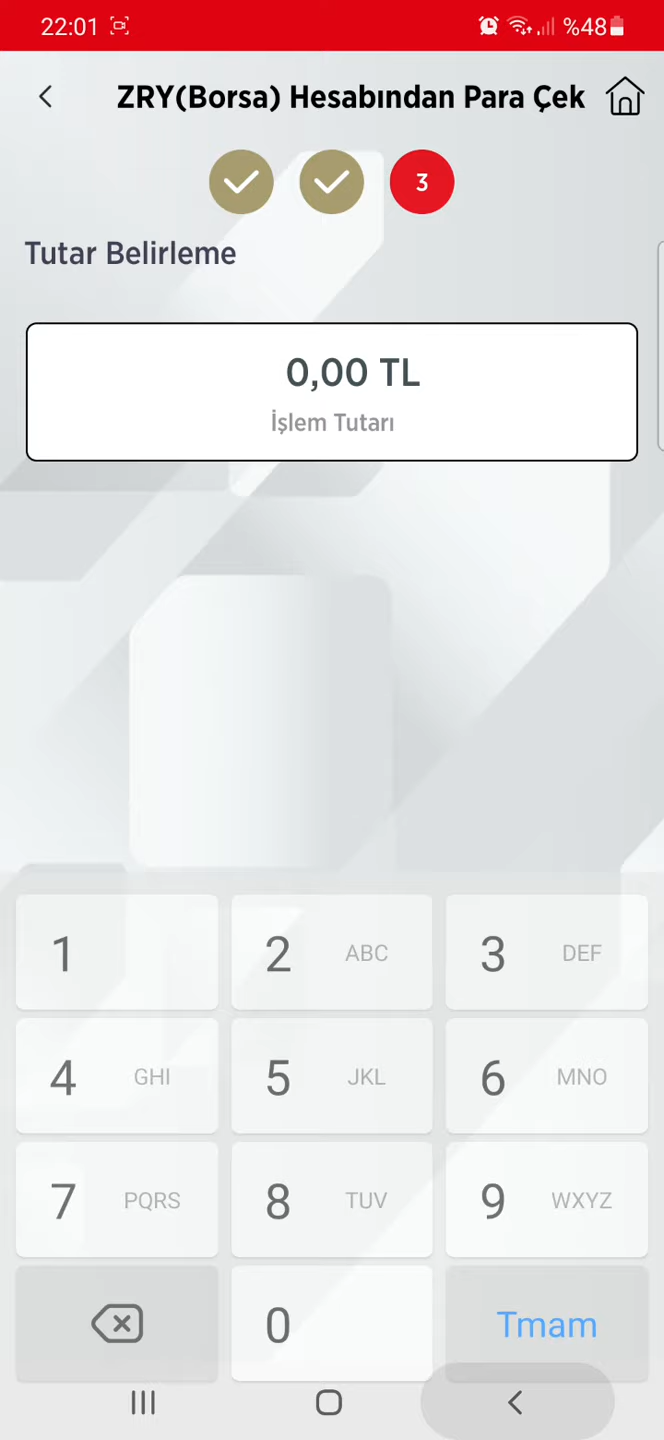 22:01
%48
ZRY(Borsa) Hesabından Para Çek
3
Tutar Belirleme
0,00 TL
İşlem Tutarı
1
2 ABC
3 DEF
4 GHI
5 JKL
6 MNO
7 PQRS
8 TUV
9 WXYZ
0
Tmam